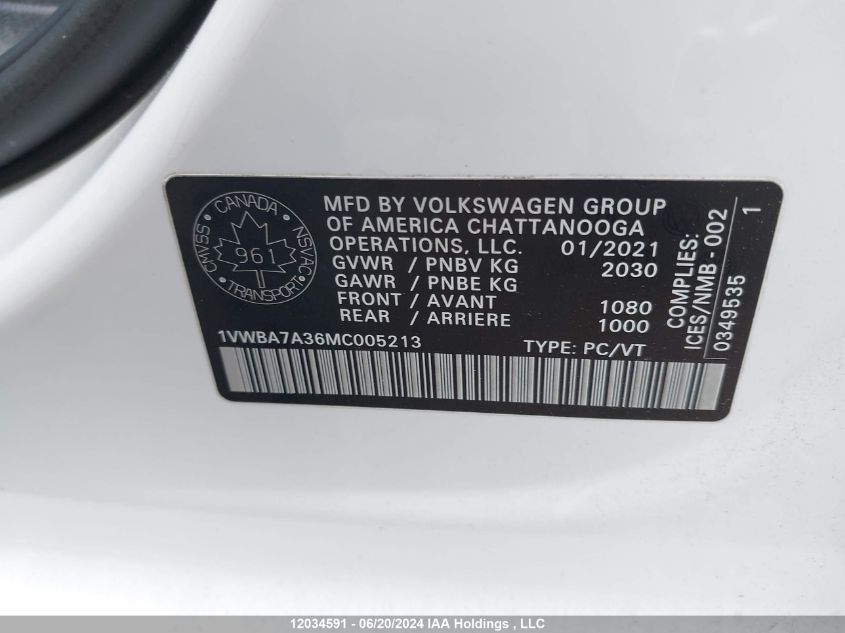 CANADA
CMVSS
961
NSVAC
TRANSPORT
MFD BY VOLKSWAGEN GROUP
OF AMERICA CHATTANOOGA
OPERATIONS, LLC. 01/2021
GVWR / PNBV KG 2030
GAWR / PNBE KG
FRONT / AVANT 1080
REAR / ARRIERE 1000
1VWBA7A36MC005213
TYPE: PC/VT
COMPLIES:
ICES/NMB - 002
0349535 1
12034591 - 06/20/2024 IAA Holdings , LLC